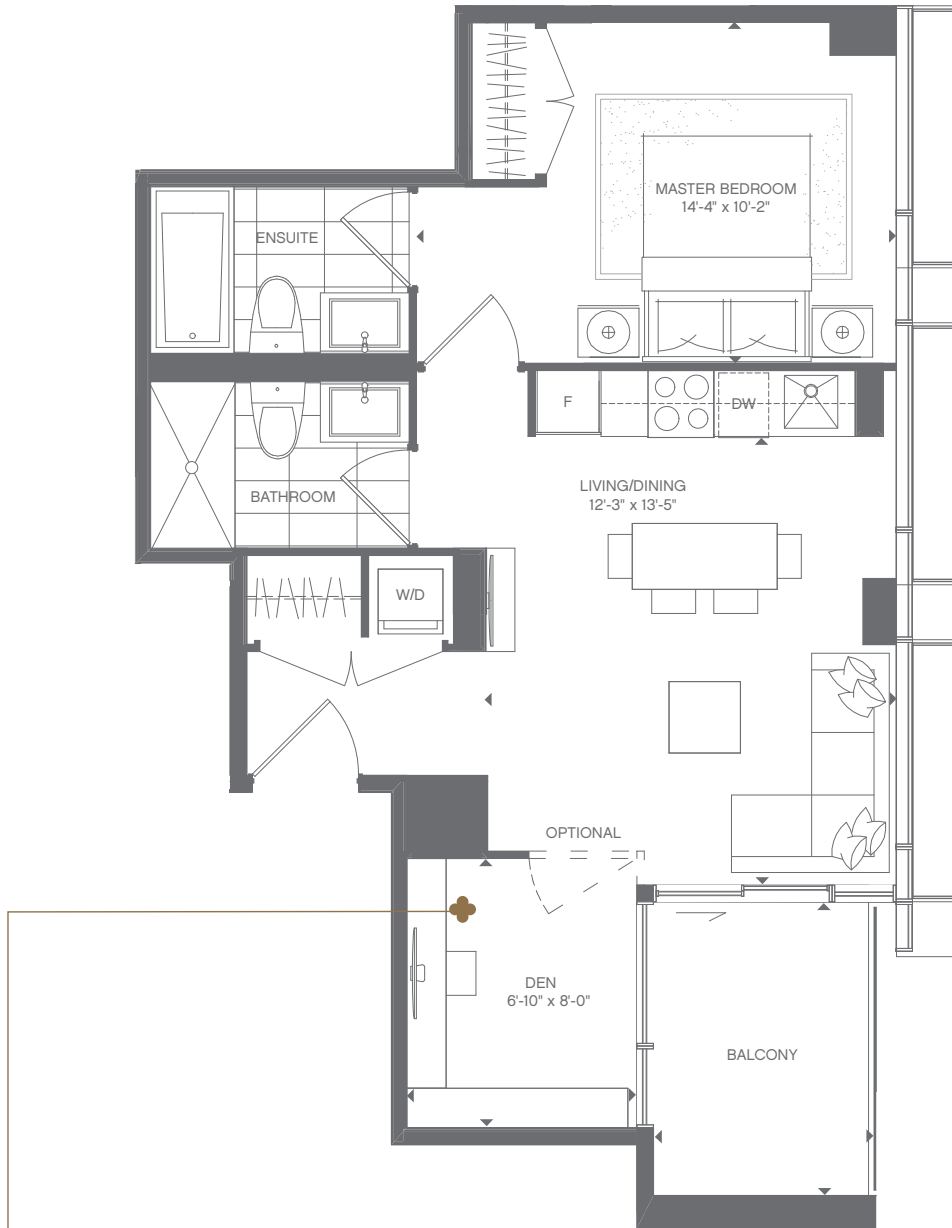 MASTER BEDROOM
14'-4" x 10'-2"
ENSUITE
F
DW
LIVING/DINING
12'-3" x 13'-5"
BATHROOM
W/D
OPTIONAL
DEN
6'-10" x 8'-0"
BALCONY